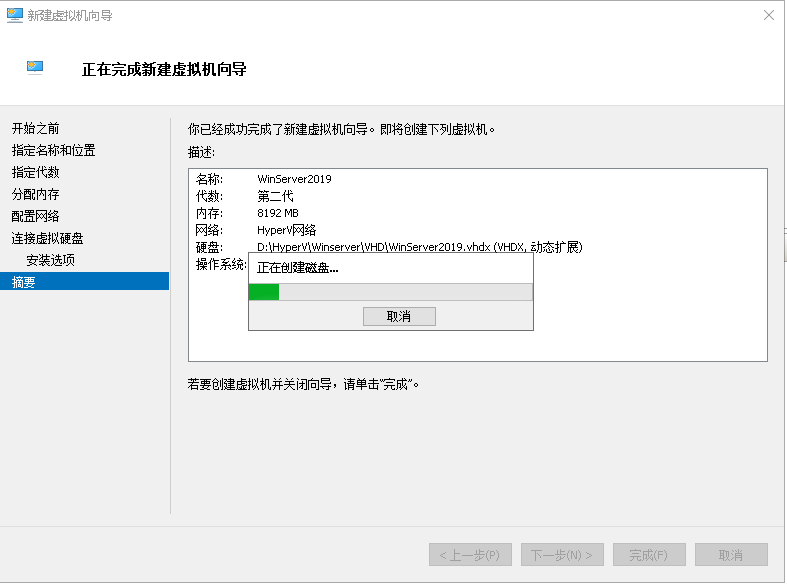 新建虚拟机向导
正在完成新建虚拟机向导
开始之前
指定名称和位置
指定代数
分配内存
配置网络
连接虚拟硬盘
安装选项
摘要
你已经成功完成了新建虚拟机向导。即将创建下列虚拟机。
描述:
名称: WinServer2019
代数: 第二代
内存: 8192 MB
网络: HyperV网络
硬盘: D:\HyperV\Winserver\VHD\WinServer2019.vhdx (VHDX, 动态扩展)
操作系统:
正在创建磁盘...
取消
若要创建虚拟机并关闭向导，请单击“完成”。
< 上一步(P)
下一步(N) >
完成(F)
取消